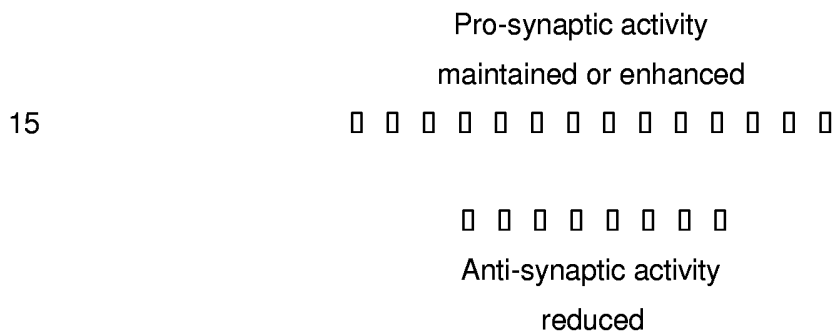 Pro-synaptic activity
maintained or enhanced
15 ▯ ▯ ▯ ▯ ▯ ▯ ▯ ▯ ▯ ▯ ▯ ▯ ▯ ▯
▯ ▯ ▯ ▯ ▯ ▯ ▯ ▯
Anti-synaptic activity
reduced